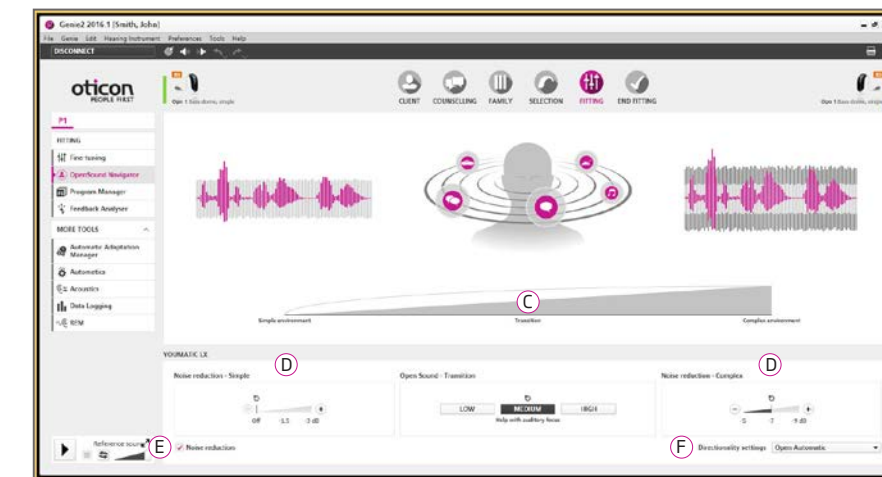 Genie2 2016.1 [Smith, John]
File Genie Edit Hearing Instrument Preferences Tools Help
DISCONNECT
oticon
PEOPLE FIRST
Opn 1
CLIENT COUNSELLING FAMILY SELECTION FITTING END FITTING
Opn 1
P1
FITTING
Fine tuning
OpenSound Navigator
Program Manager
Feedback Analyser
MORE TOOLS
Automatic Adaptation
Manager
Automatics
Acoustics
Data Logging
REM
C
Simple environment Transition Complex environment
YOUMATIC LX
D D
Noise reduction - Simple Open Sound - Transition Noise reduction - Complex
LOW MEDIUM HIGH
Off -1.5 -3 dB Help with auditory focus -5 -7 -9 dB
Reference sound
E Noise reduction F Directionality settings Open Automatic